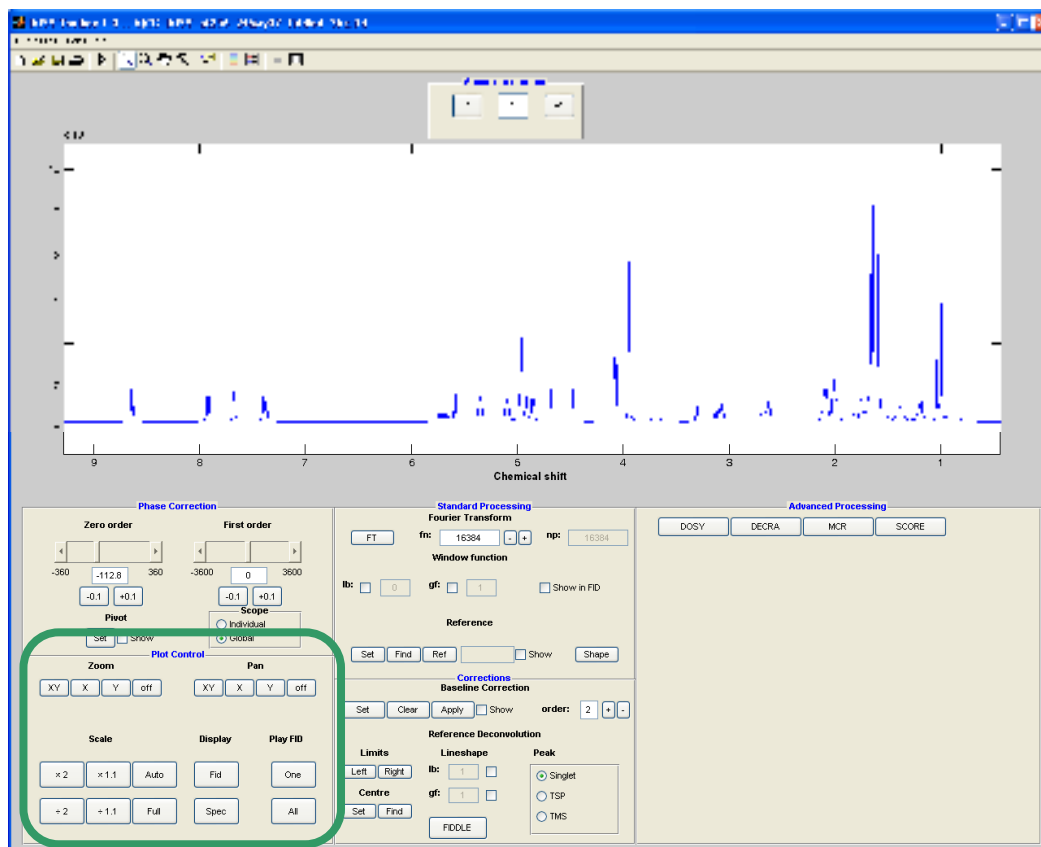 9 8 7 6 5 4 3 2 1
Chemical shift
Phase Correction
Zero order First order
-360 -112.8 360 -3600 0 3600
-0.1 +0.1 -0.1 +0.1
Pivot Scope
Set Show Individual
Global
Plot Control
Zoom Pan
XY X Y off XY X Y off
Scale Display Play FID
× 2 × 1.1 Auto Fid One
÷ 2 ÷ 1.1 Full Spec All
Standard Processing
Fourier Transform
FT fn: 16384 - + np: 16384
Window function
lb: 0 gf: 1 Show in FID
Reference
Set Find Ref Show Shape
Corrections
Baseline Correction
Set Clear Apply Show order: 2 + -
Reference Deconvolution
Limits Lineshape Peak
Left Right lb: 1 Singlet
Centre gf: 1 TSP
Set Find TMS
FIDDLE
Advanced Processing
DOSY DECRA MCR SCORE